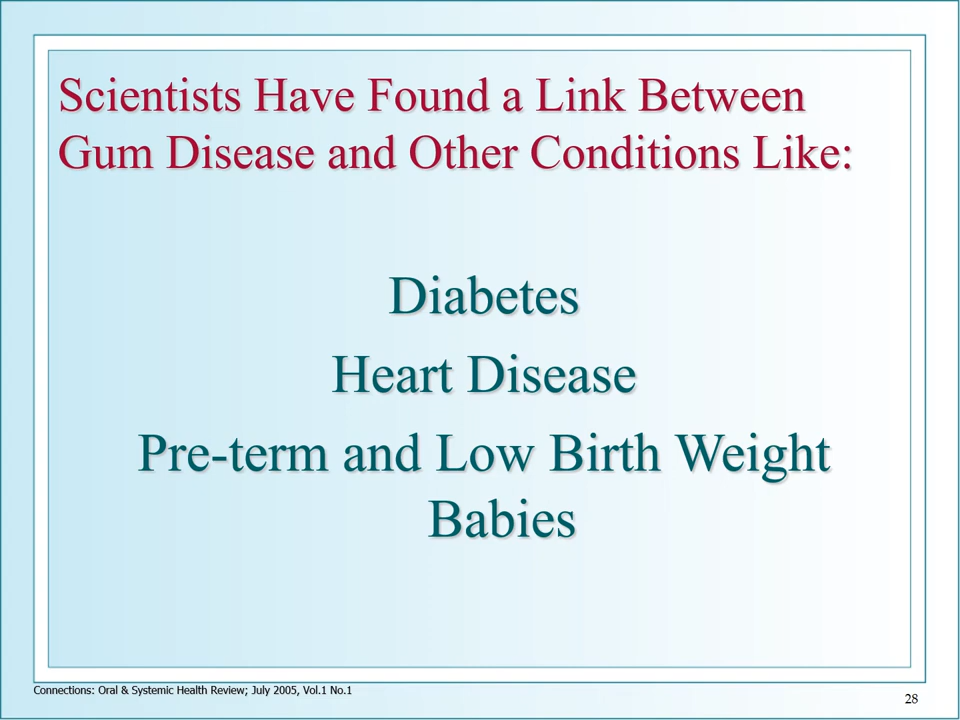 Scientists Have Found a Link Between
Gum Disease and Other Conditions Like:
Diabetes
Heart Disease
Pre-term and Low Birth Weight
Babies
Connections: Oral & Systemic Health Review; July 2005, Vol.1 No.1
28